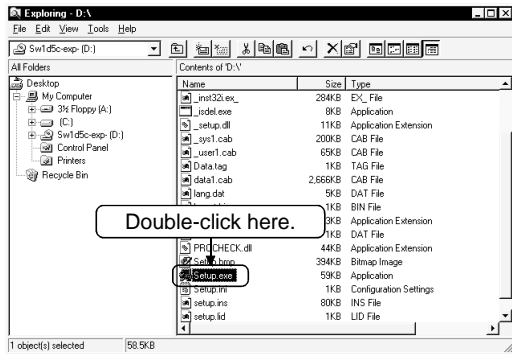 Exploring - D:\
File Edit View Tools Help
Sw1d5c-exp- (D:)
All Folders
Contents of 'D:\'
Desktop
My Computer
3½ Floppy (A:)
(C:)
Sw1d5c-exp- (D:)
Control Panel
Printers
Recycle Bin
Name Size Type
_inst32i.ex_ 284KB EX_ File
_isdel.exe 8KB Application
_setup.dll 11KB Application Extension
_sys1.cab 200KB CAB File
_user1.cab 65KB CAB File
Data.tag 1KB TAG File
data1.cab 2,666KB CAB File
lang.dat 5KB DAT File
1KB BIN File
3KB Application Extension
1KB DAT File
Double-click here.
PROCHECK.dll 44KB Application Extension
Setup.bmp 394KB Bitmap Image
Setup.exe 59KB Application
Setup.ini 1KB Configuration Settings
setup.ins 80KB INS File
setup.lid 1KB LID File
1 object(s) selected 58.5KB